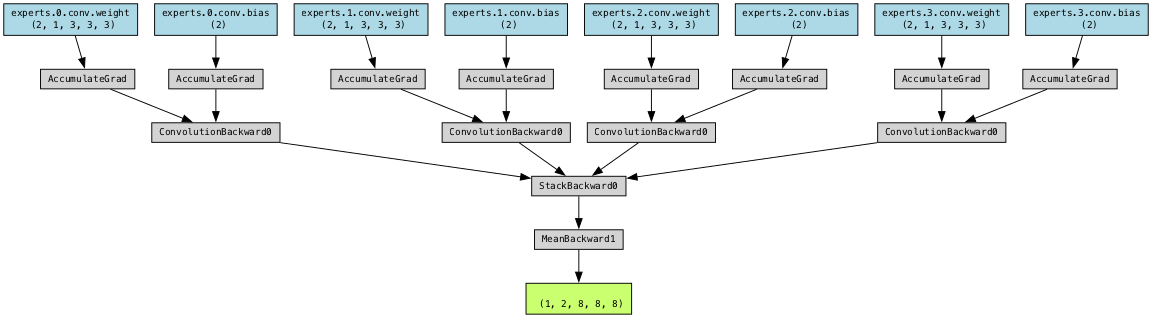 experts.0.conv.weight
(2, 1, 3, 3, 3)
experts.0.conv.bias
(2)
experts.1.conv.weight
(2, 1, 3, 3, 3)
experts.1.conv.bias
(2)
experts.2.conv.weight
(2, 1, 3, 3, 3)
experts.2.conv.bias
(2)
experts.3.conv.weight
(2, 1, 3, 3, 3)
experts.3.conv.bias
(2)
AccumulateGrad
AccumulateGrad
AccumulateGrad
AccumulateGrad
AccumulateGrad
AccumulateGrad
AccumulateGrad
AccumulateGrad
ConvolutionBackward0
ConvolutionBackward0
ConvolutionBackward0
ConvolutionBackward0
StackBackward0
MeanBackward1
(1, 2, 8, 8, 8)